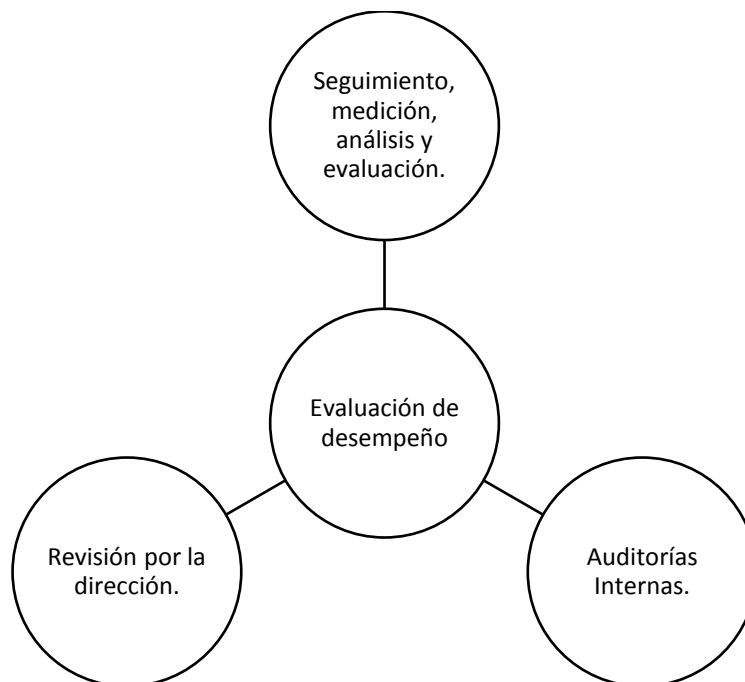 Seguimiento,
medición,
análisis y
evaluación.
Evaluación de
desempeño
Revisión por la
dirección.
Auditorías
Internas.